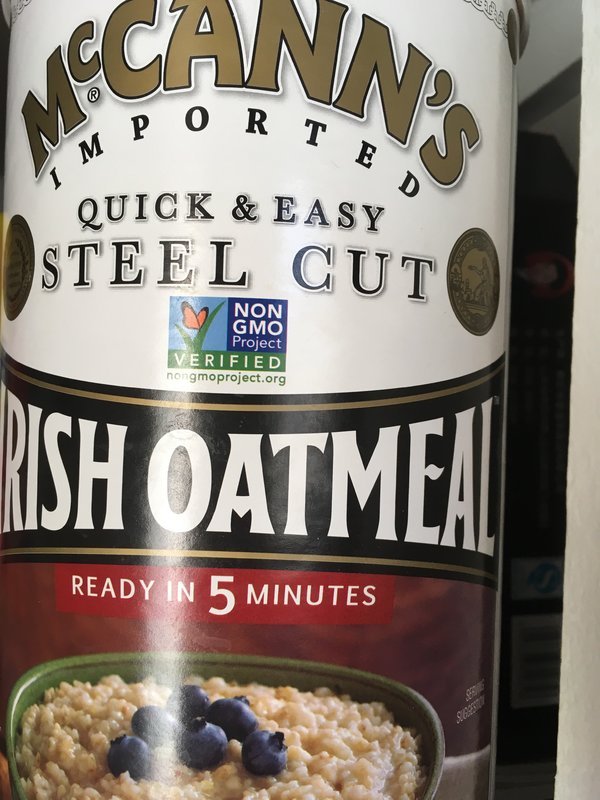 McCANN'S
®
IMPORTED
QUICK & EASY
STEEL CUT
NON
GMO
Project
VERIFIED
nongmoproject.org
RISH OATMEAL
READY IN 5 MINUTES
SERVING
SUGGESTION